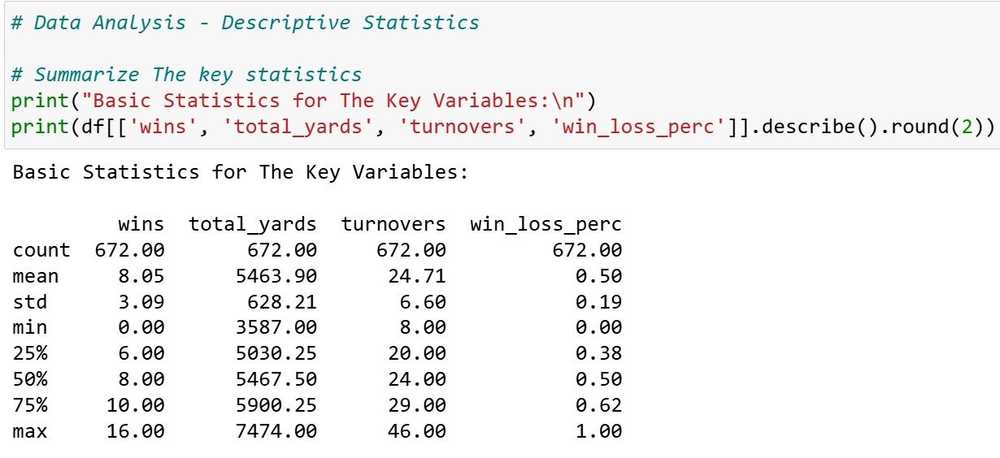 # Data Analysis - Descriptive Statistics
# Summarize The key statistics
print("Basic Statistics for The Key Variables:\n")
print(df[['wins', 'total_yards', 'turnovers', 'win_loss_perc']].describe().round(2))
Basic Statistics for The Key Variables:
         wins  total_yards  turnovers  win_loss_perc
count  672.00       672.00     672.00         672.00
mean     8.05      5463.90      24.71           0.50
std      3.09       628.21       6.60           0.19
min      0.00      3587.00       8.00           0.00
25%      6.00      5030.25      20.00           0.38
50%      8.00      5467.50      24.00           0.50
75%     10.00      5900.25      29.00           0.62
max     16.00      7474.00      46.00           1.00